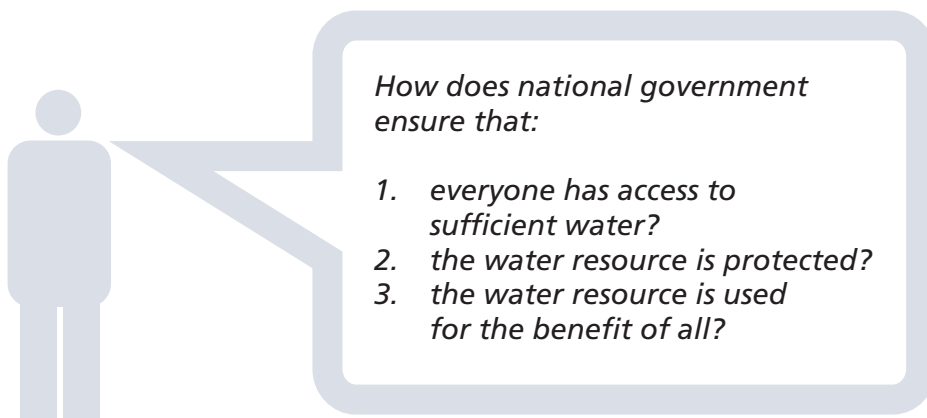 How does national government
ensure that:
1. everyone has access to
sufficient water?
2. the water resource is protected?
3. the water resource is used
for the benefit of all?